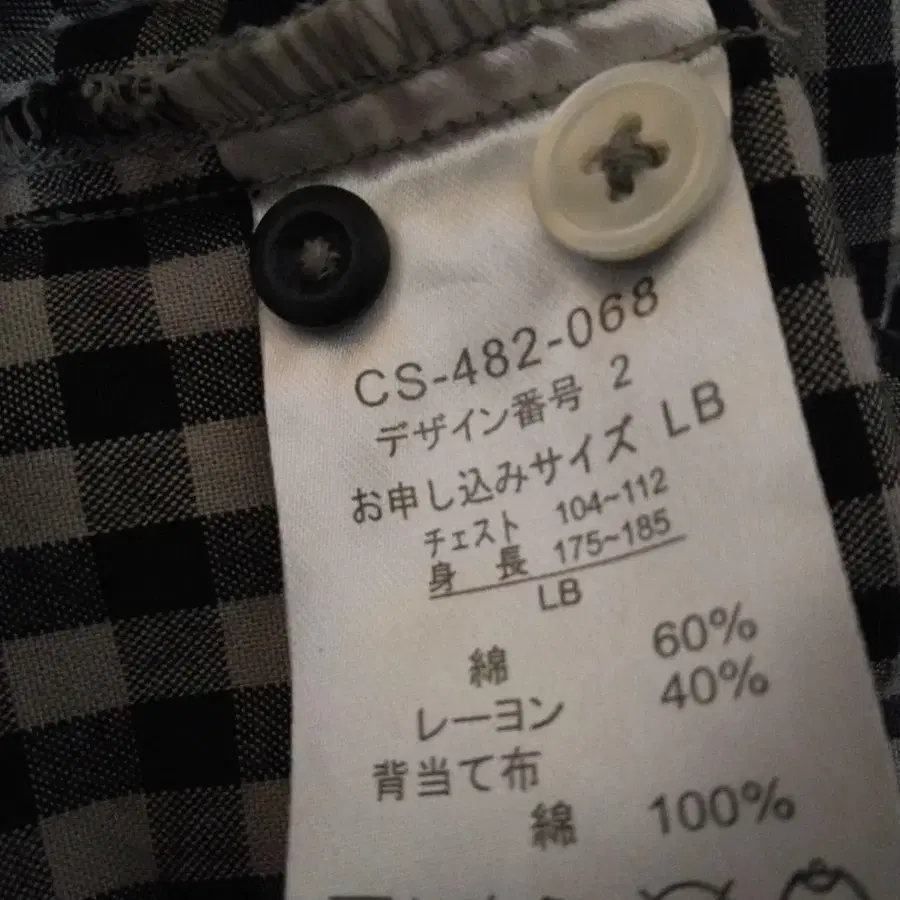 CS-482-068
デザイン番号 2
お申し込みサイズ LB
チェスト 104~112
身 長 175~185
LB
綿 60%
レーヨン 40%
背当て布
綿 100%